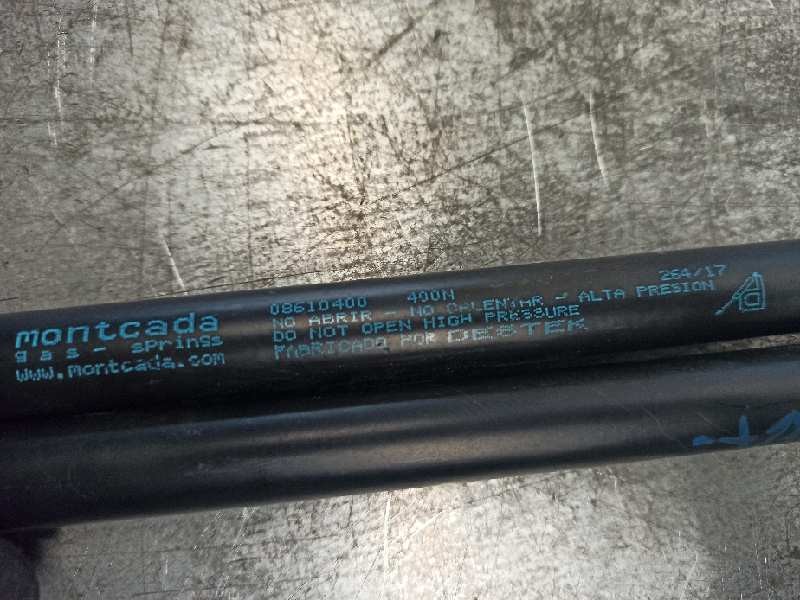 montcada
gas-springs
www.montcada.com
08610400 400N
264/17
NO ABRIR - NO CALENTAR - ALTA PRESION
DO NOT OPEN HIGH PRESSURE
FABRICADO POR DESTEK